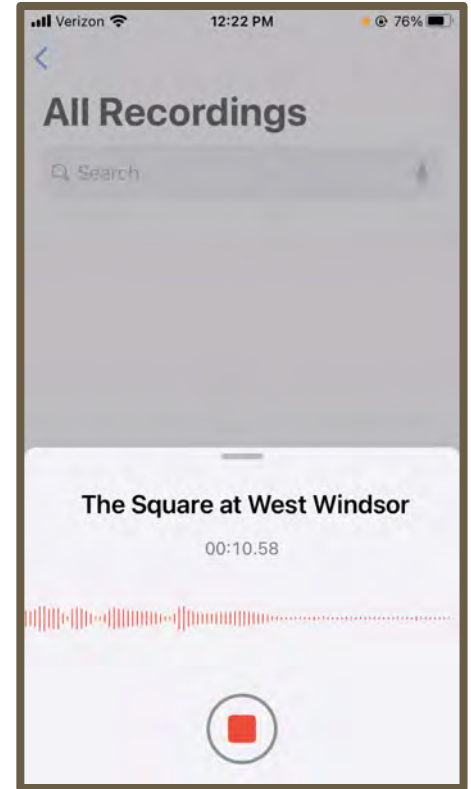 Verizon 12:22 PM 76%
All Recordings
Search
The Square at West Windsor
00:10.58